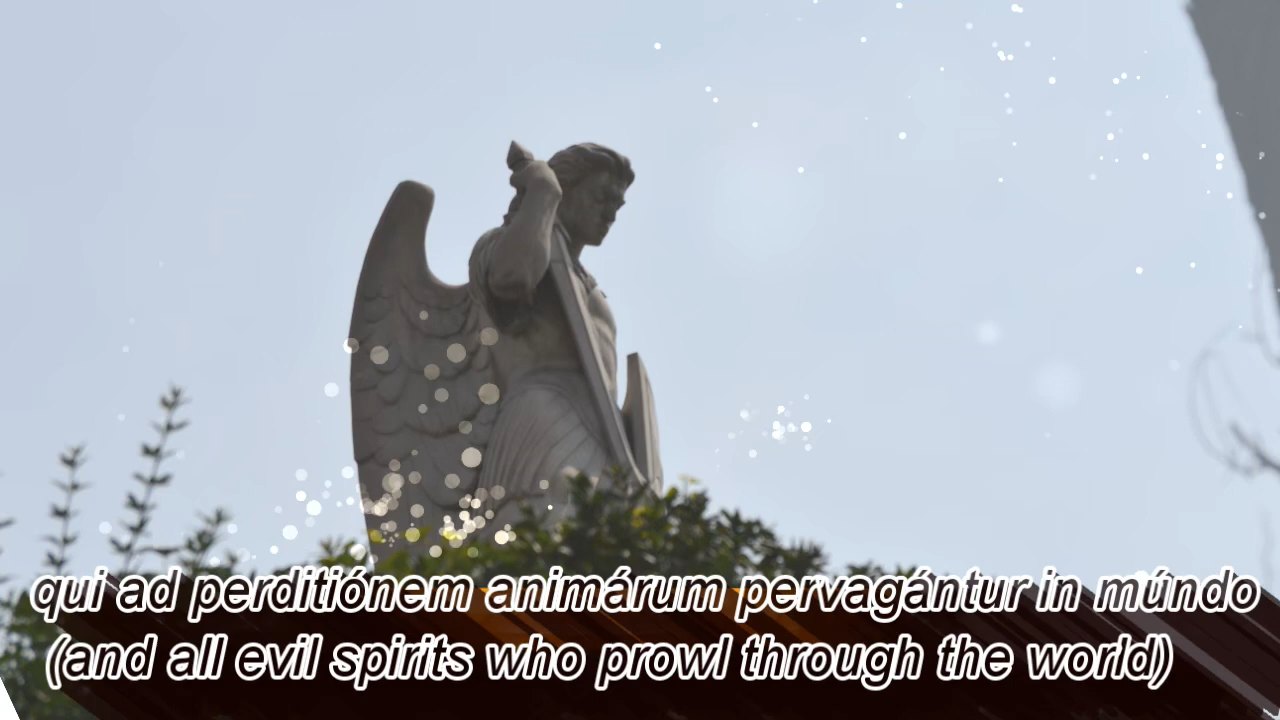 qui ad perditiónem animárum pervagántur in múndo
(and all evil spirits who prowl through the world)